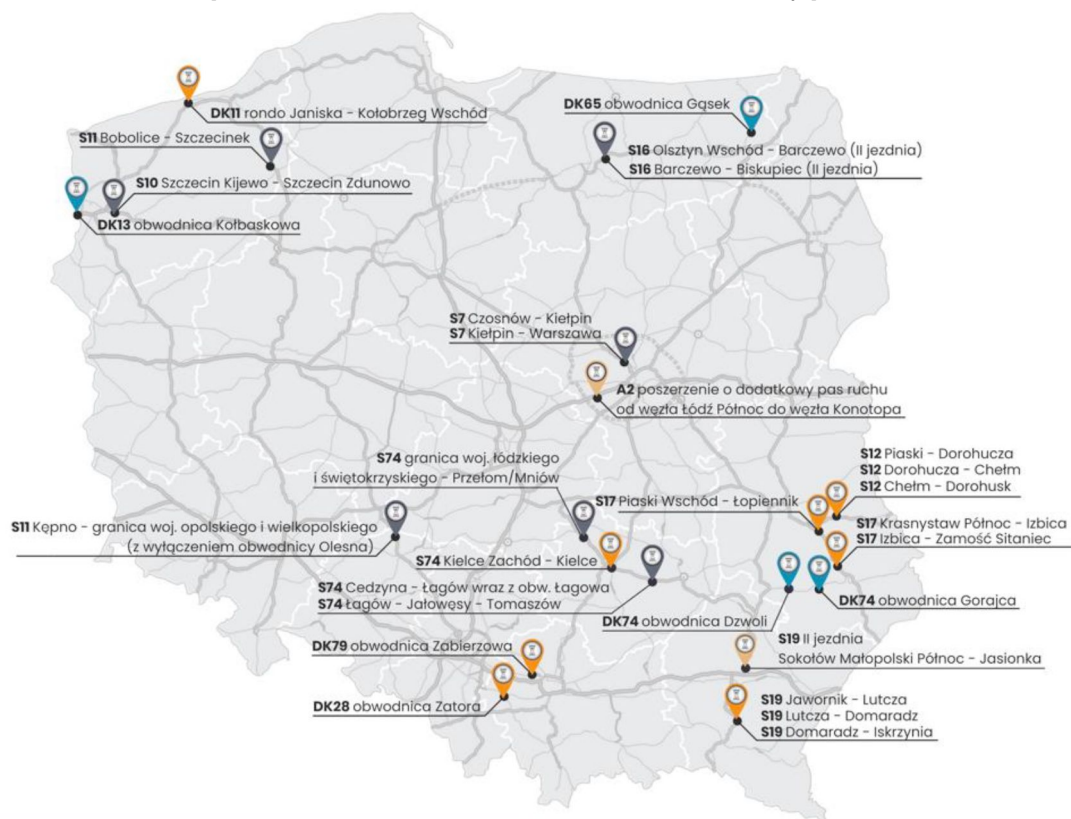 DK11 rondo Janiska - Kołobrzeg Wschód
DK65 obwodnica Gąsek
S11 Bobolice - Szczecinek
S16 Olsztyn Wschód - Barczewo (II jezdnia)
S16 Barczewo - Biskupiec (II jezdnia)
S10 Szczecin Kijewo - Szczecin Zdunowo
DK13 obwodnica Kołbaskowa
S7 Czosnów - Kiełpin
S7 Kiełpin - Warszawa
A2 poszerzenie o dodatkowy pas ruchu
od węzła Łódź Północ do węzła Konotopa
S74 granica woj. łódzkiego
i świętokrzyskiego - Przełom/Mniów
S12 Piaski - Dorohucza
S12 Dorohucza - Chełm
S12 Chełm - Dorohusk
S17 Piaski Wschód - Łopiennik
S11 Kępno - granica woj. opolskiego i wielkopolskiego
(z wyłączeniem obwodnicy Olesna)
S17 Krasnystaw Północ - Izbica
S17 Izbica - Zamość Sitaniec
S74 Kielce Zachód - Kielce
S74 Cedzyna - Łagów wraz z obw. Łagowa
S74 Łagów - Jałowęsy - Tomaszów
DK74 obwodnica Gorajca
DK74 obwodnica Dzwoli
S19 II jezdnia
Sokołów Małopolski Północ - Jasionka
DK79 obwodnica Zabierzowa
DK28 obwodnica Zatora
S19 Jawornik - Lutcza
S19 Lutcza - Domaradz
S19 Domaradz - Iskrzynia